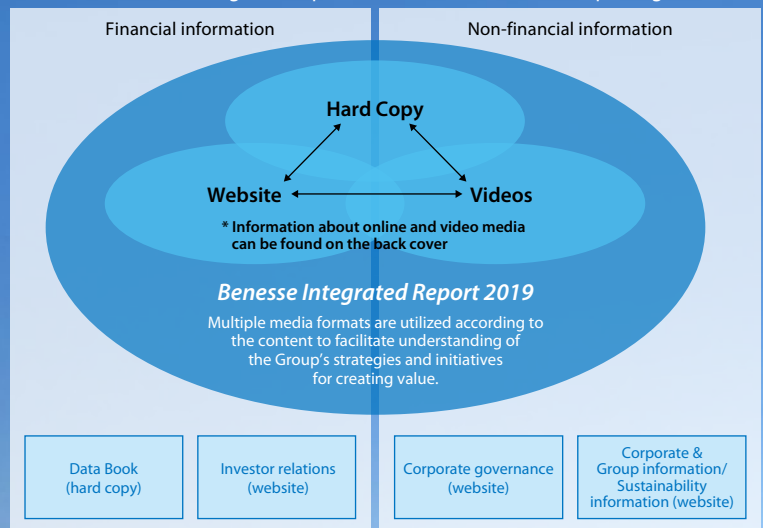 Financial information
Non-financial information
Hard Copy
Website
Videos
* Information about online and video media
can be found on the back cover
Benesse Integrated Report 2019
Multiple media formats are utilized according to
the content to facilitate understanding of
the Group's strategies and initiatives
for creating value.
Data Book
(hard copy)
Investor relations
(website)
Corporate governance
(website)
Corporate &
Group information/
Sustainability
information (website)